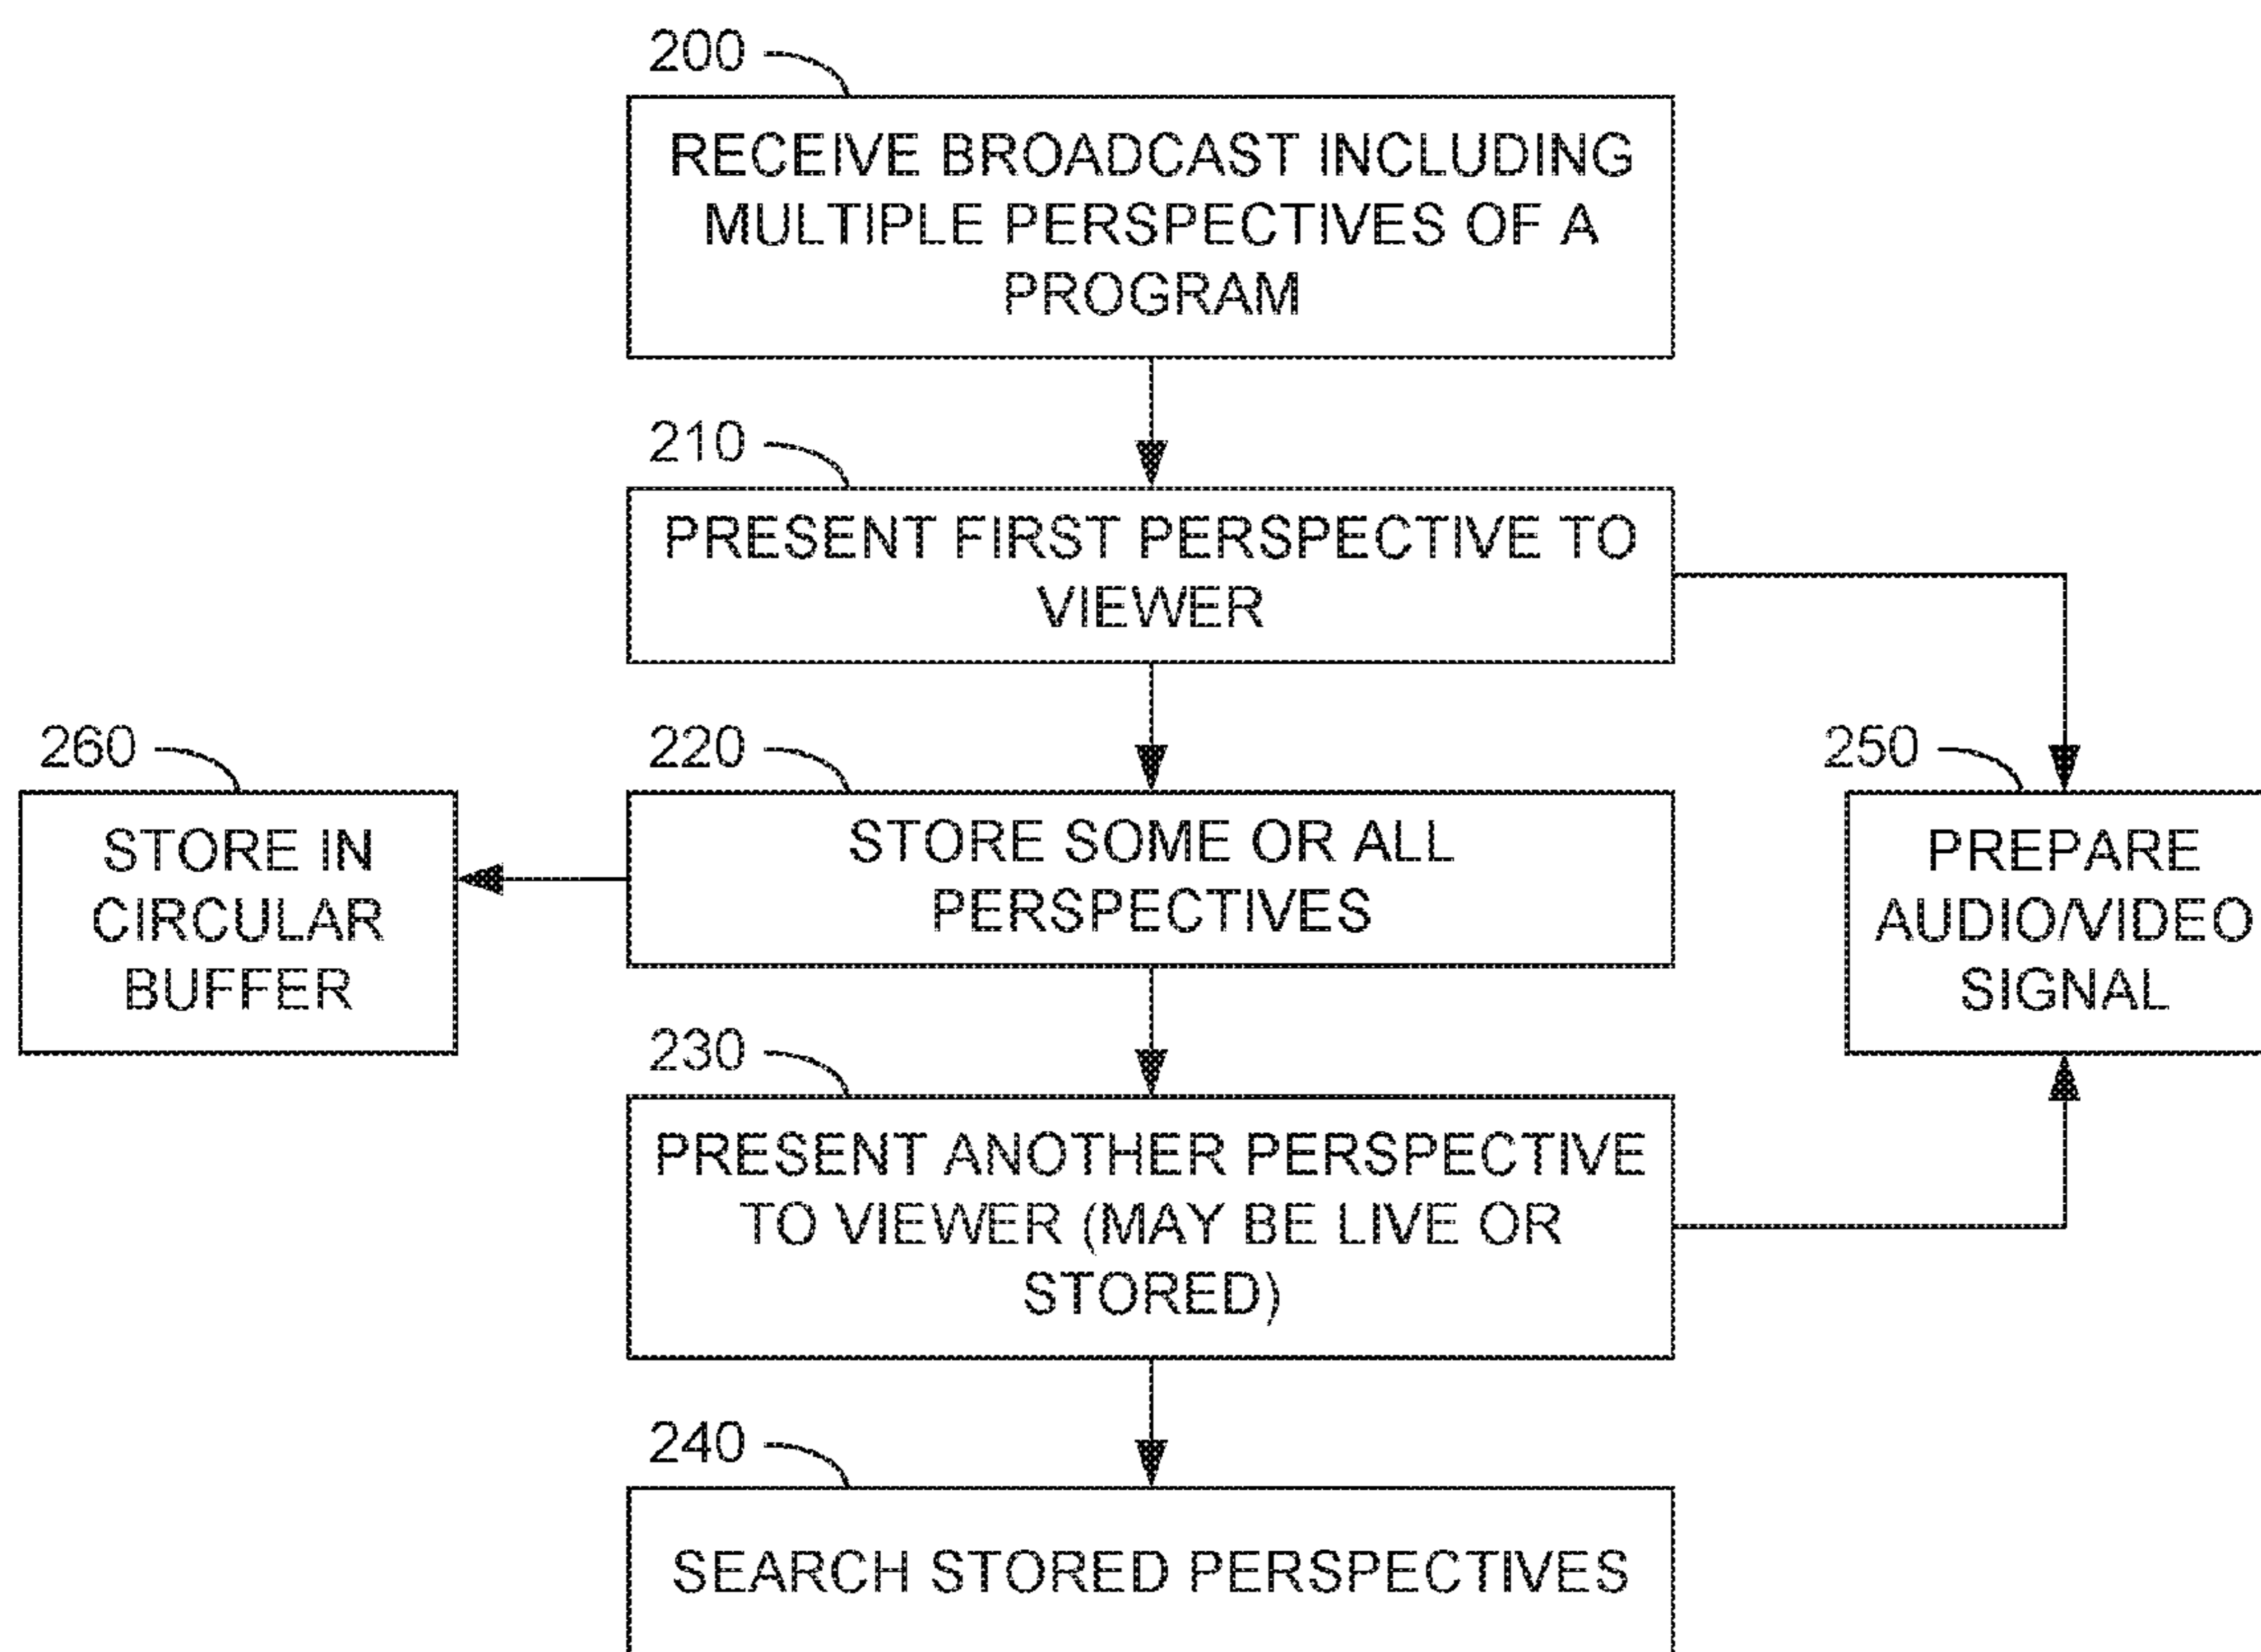 200
RECEIVE BROADCAST INCLUDING
MULTIPLE PERSPECTIVES OF A
PROGRAM
210
PRESENT FIRST PERSPECTIVE TO
VIEWER
260
STORE IN
CIRCULAR
BUFFER
220
STORE SOME OR ALL
PERSPECTIVES
250
PREPARE
AUDIO/VIDEO
SIGNAL
230
PRESENT ANOTHER PERSPECTIVE
TO VIEWER (MAY BE LIVE OR
STORED)
240
SEARCH STORED PERSPECTIVES